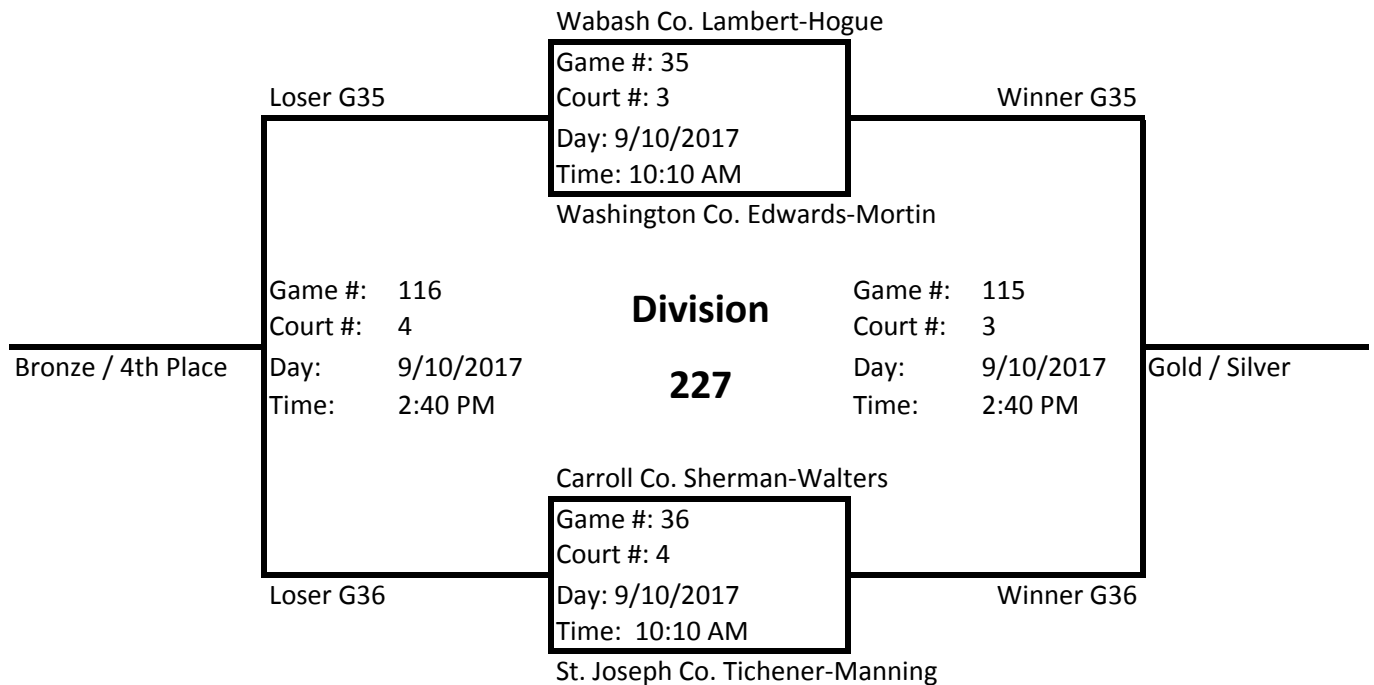 Wabash Co. Lambert-Hogue
Game #: 35
Loser G35 Court #: 3 Winner G35
Day: 9/10/2017
Time: 10:10 AM
Washington Co. Edwards-Mortin
Game #: 116 Division Game #: 115
Court #: 4 Court #: 3
Bronze / 4th Place Day: 9/10/2017 227 Day: 9/10/2017 Gold / Silver
Time: 2:40 PM Time: 2:40 PM
Carroll Co. Sherman-Walters
Game #: 36
Court #: 4
Loser G36 Day: 9/10/2017 Winner G36
Time: 10:10 AM
St. Joseph Co. Tichener-Manning